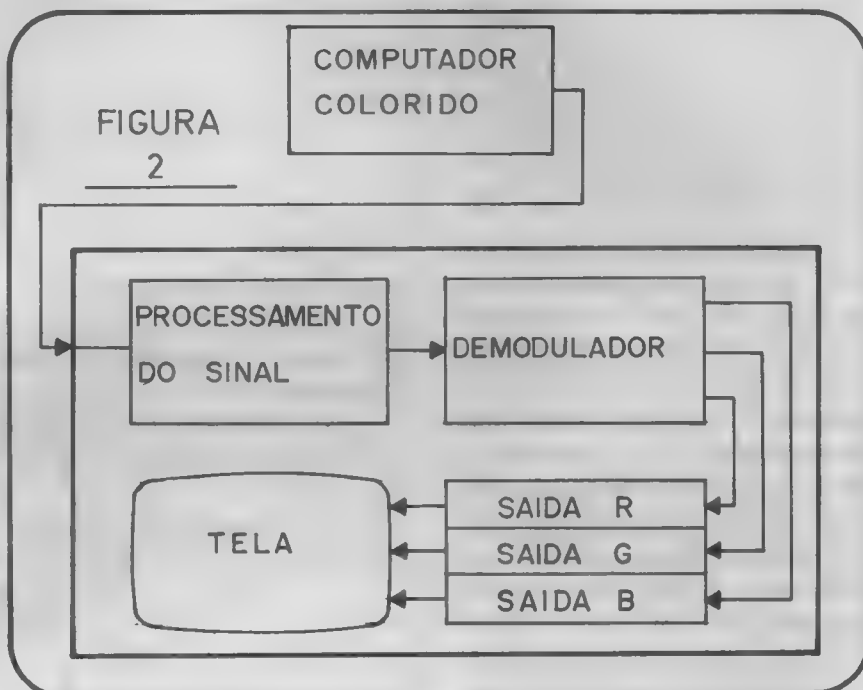 COMPUTADOR
COLORIDO
FIGURA
2
PROCESSAMENTO
DO SINAL
DEMODULADOR
TELA
SAIDA R
SAIDA G
SAIDA B